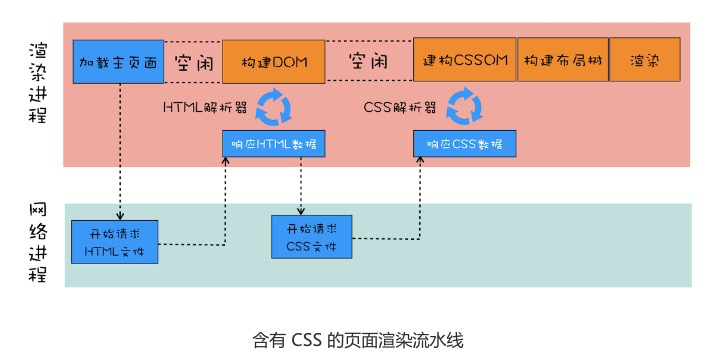 渲染进程
加载主页面
空闲
构建DOM
空闲
建构CSSOM
构建布局树
渲染
HTML解析器
CSS解析器
响应HTML数据
响应CSS数据
网络进程
开始请求
HTML文件
开始请求
CSS文件
含有 CSS 的页面渲染流水线